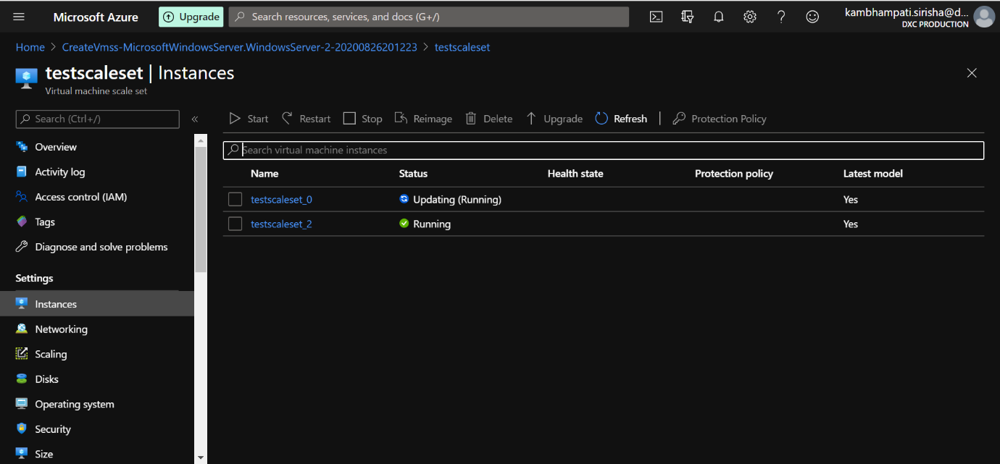 Microsoft Azure
Upgrade
Search resources, services, and docs (G+/)
kambhampati.sirisha@d...
DXC PRODUCTION
Home > CreateVmss-MicrosoftWindowsServer.WindowsServer-2-20200826201223 > testscaleset
testscaleset | Instances
Virtual machine scale set
Search (Ctrl+/)
«
Start Restart Stop Reimage Delete Upgrade Refresh | Protection Policy
Search virtual machine instances
Name Status Health state Protection policy Latest model
testscaleset_0 Updating (Running) Yes
testscaleset_2 Running Yes
Overview
Activity log
Access control (IAM)
Tags
Diagnose and solve problems
Settings
Instances
Networking
Scaling
Disks
Operating system
Security
Size